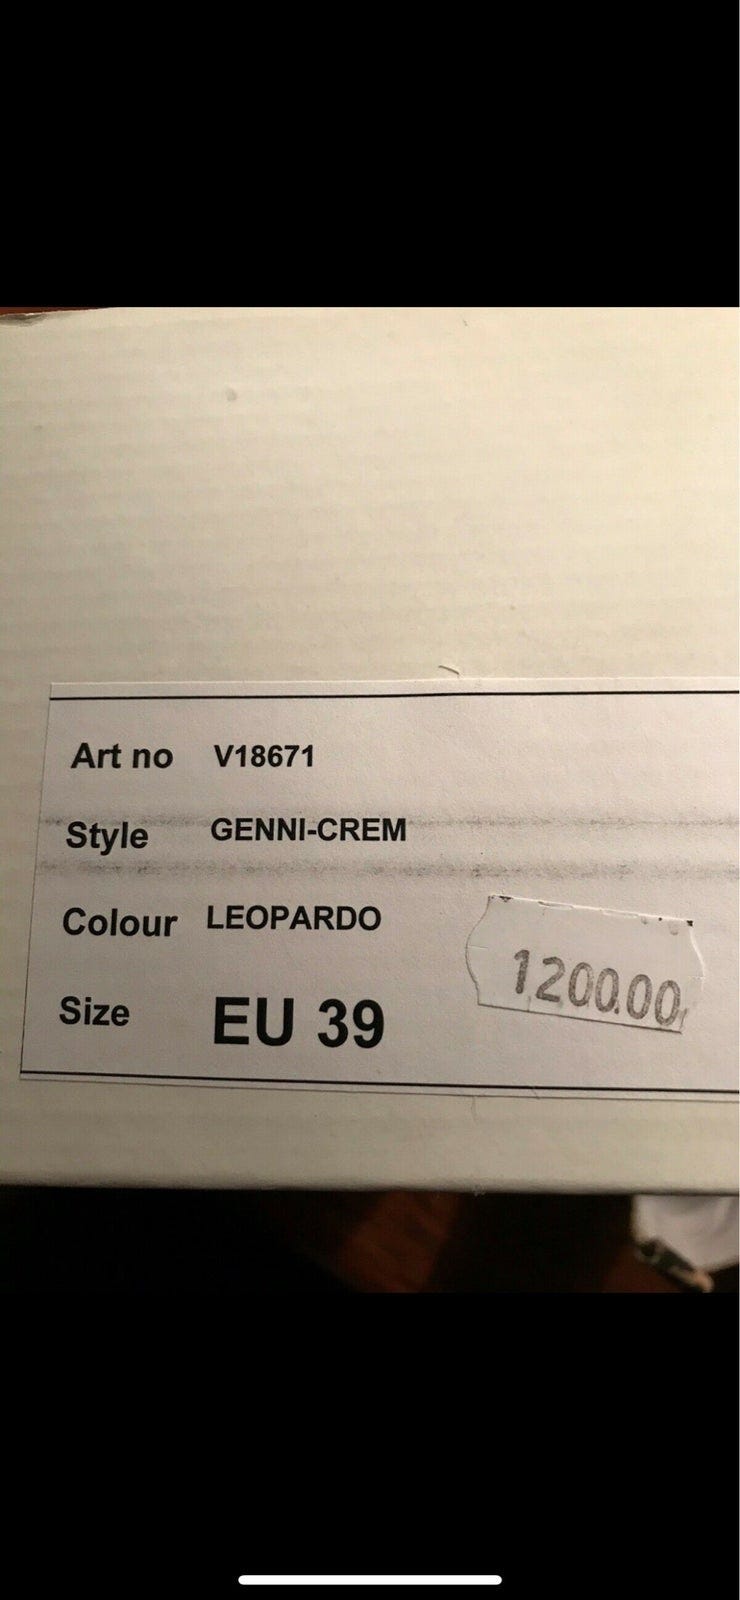 Art no V18671
Style GENNI-CREM
Colour LEOPARDO
Size EU 39
1200.00